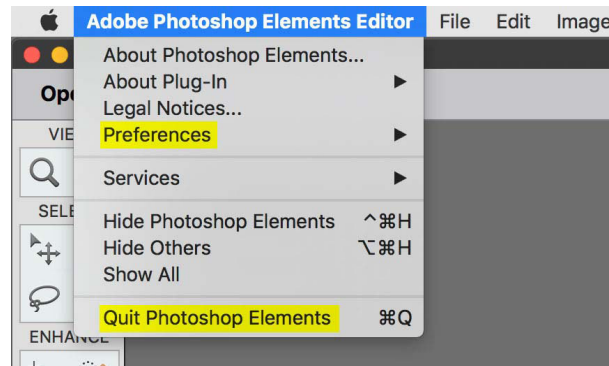 Adobe Photoshop Elements Editor File Edit Image
About Photoshop Elements...
About Plug-In ▶
Legal Notices...
Preferences ▶
Services ▶
Hide Photoshop Elements ^⌘H
Hide Others ⌥⌘H
Show All
Quit Photoshop Elements ⌘Q
Ope
VIE
SELE
ENHANCE